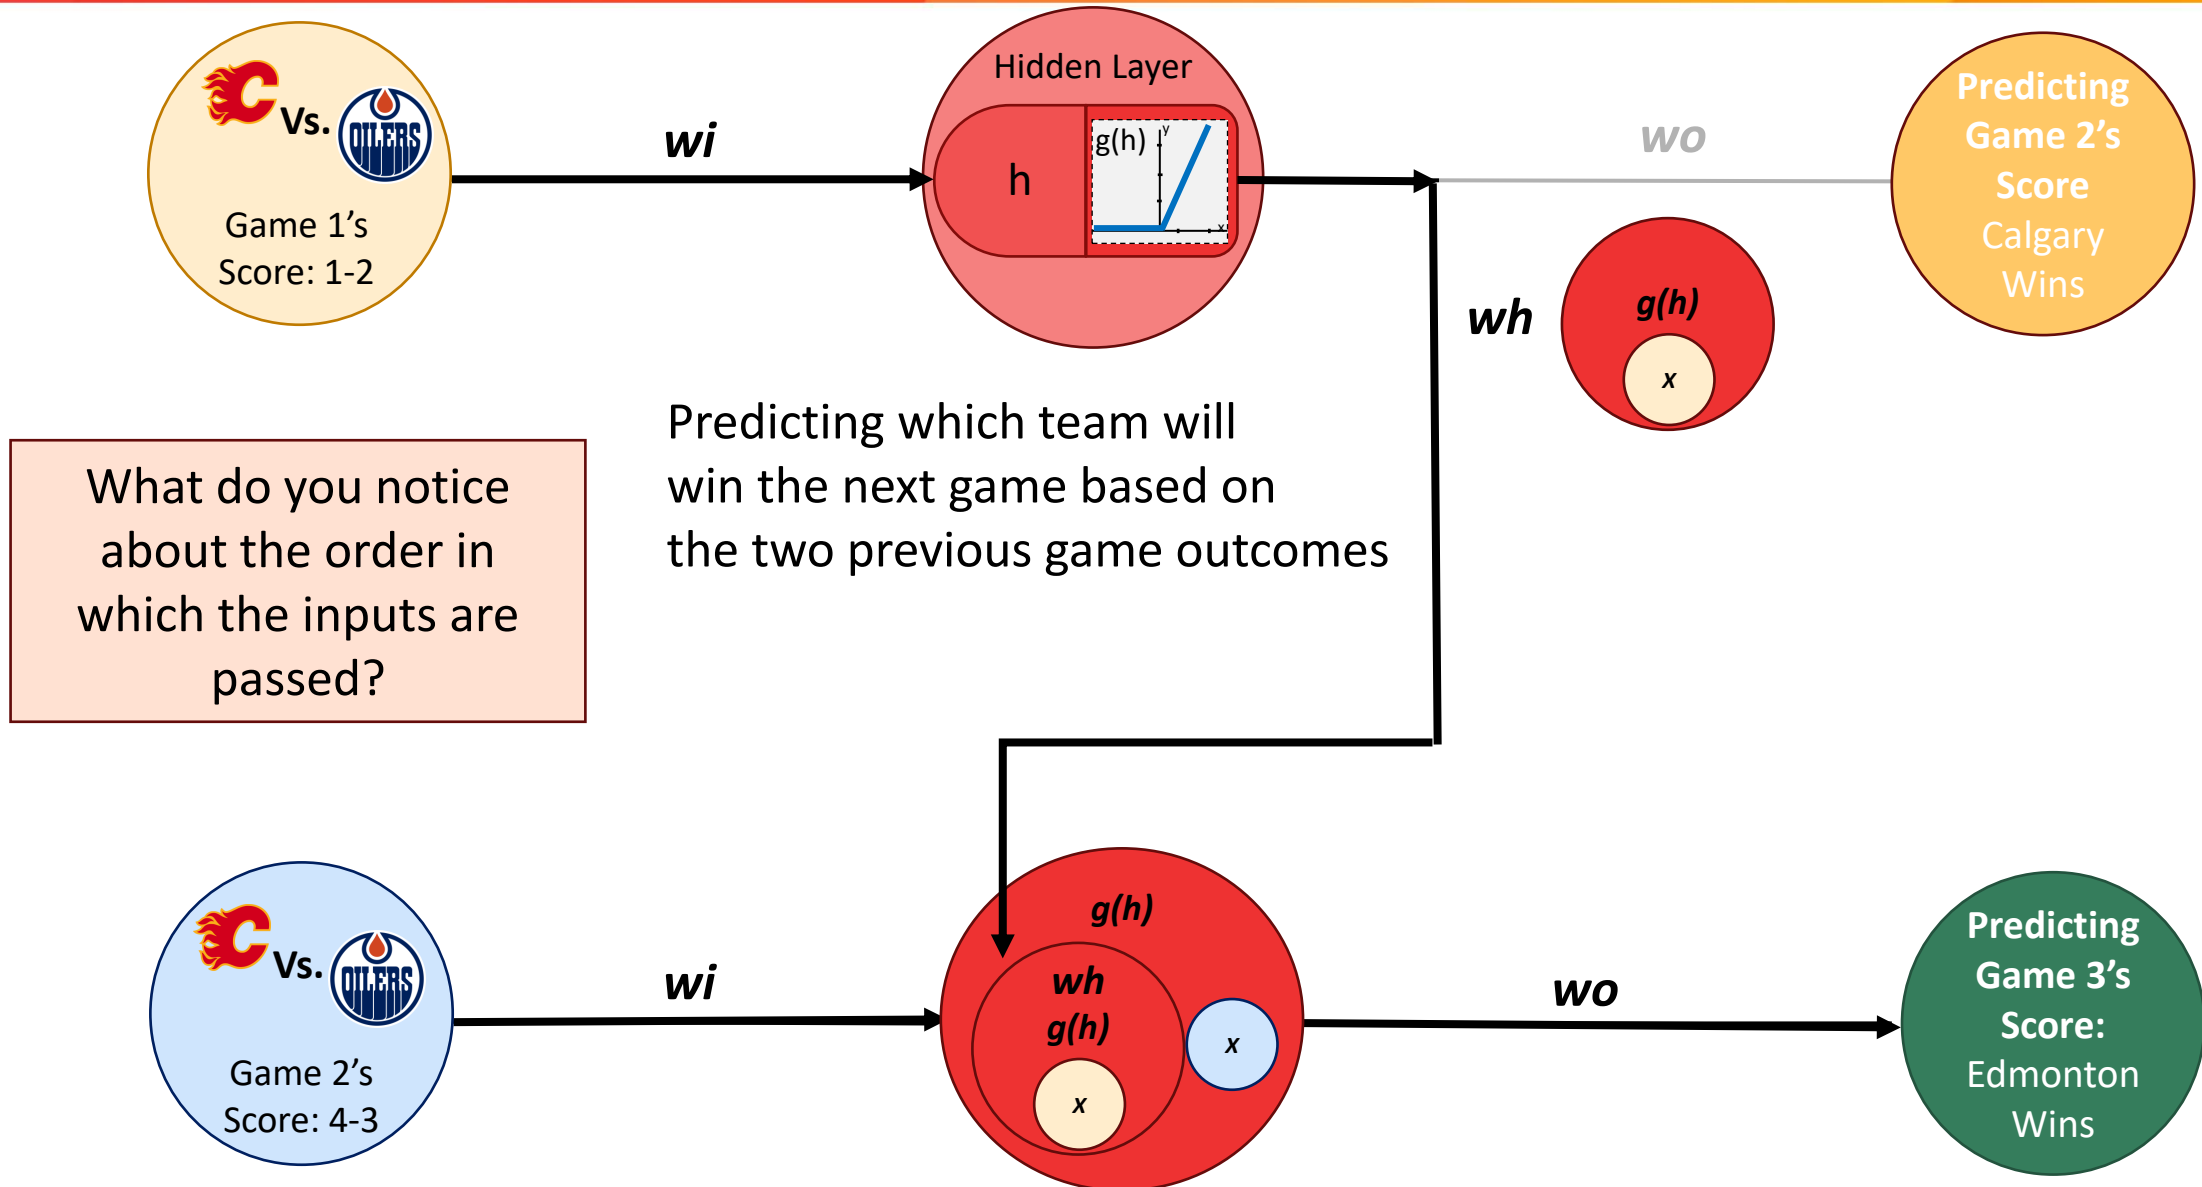 C Vs. OILERS
Game 1's
Score: 1-2
wi
Hidden Layer
h
g(h)
y
x
wo
Predicting
Game 2's
Score
Calgary
Wins
wh
g(h)
x
What do you notice
about the order in
which the inputs are
passed?
Predicting which team will
win the next game based on
the two previous game outcomes
C Vs. OILERS
Game 2's
Score: 4-3
wi
g(h)
wh
g(h)
x
x
wo
Predicting
Game 3's
Score:
Edmonton
Wins